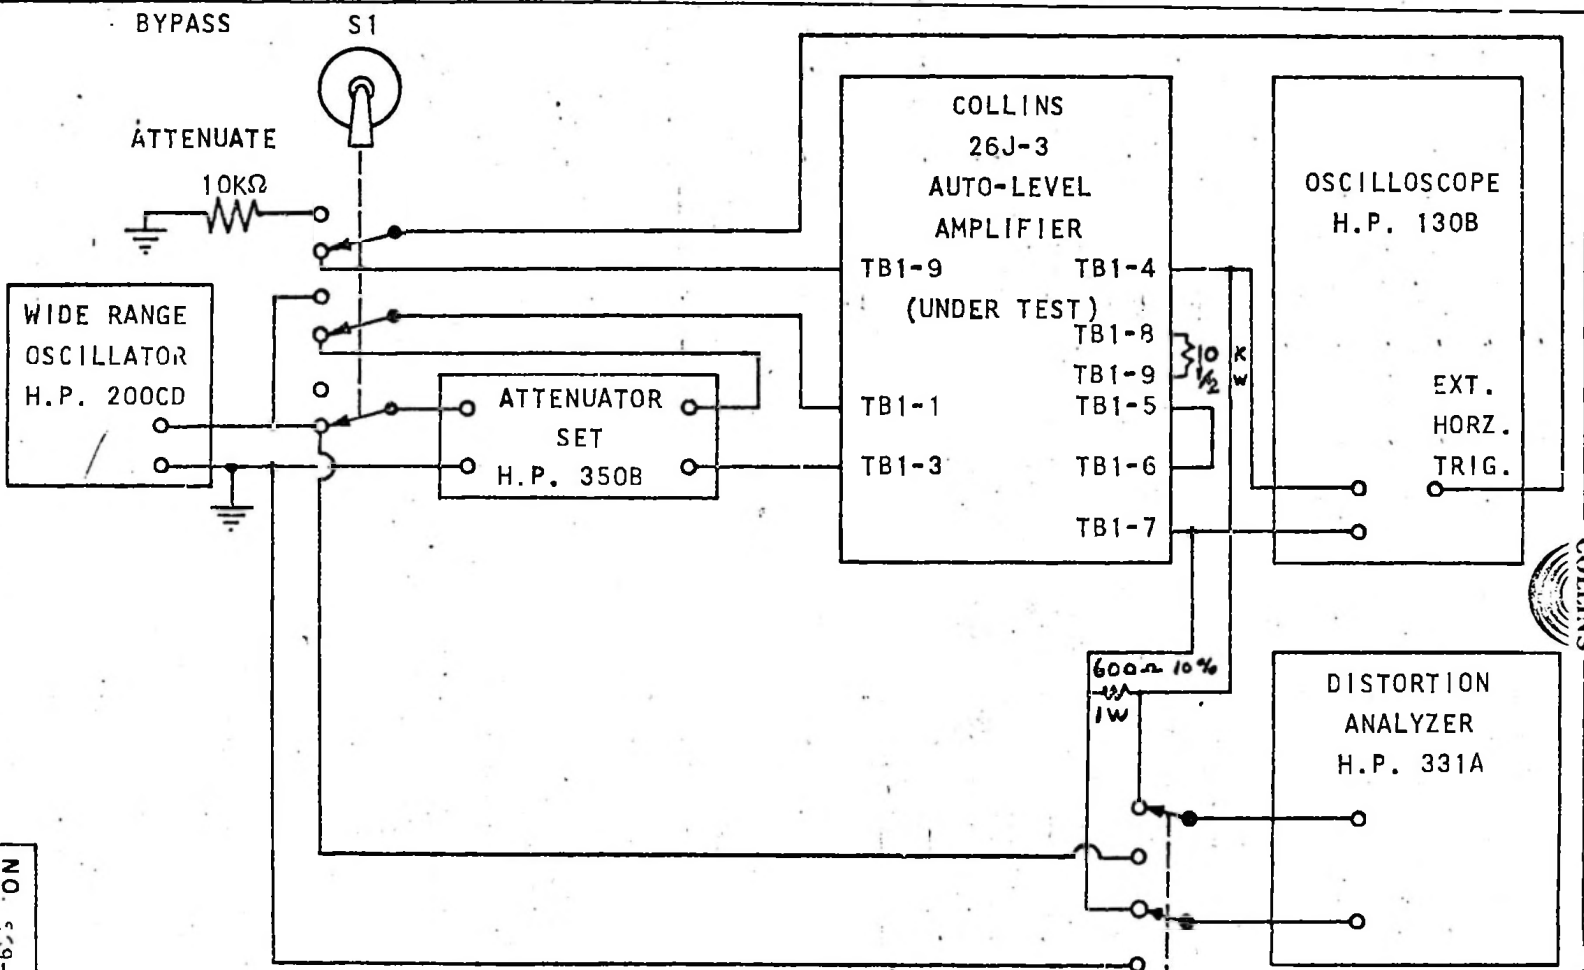 BYPASS
S1
ATTENUATE
10KΩ
WIDE RANGE
OSCILLATOR
H.P. 200CD
ATTENUATOR
SET
H.P. 350B
COLLINS
26J-3
AUTO-LEVEL
AMPLIFIER
TB1-9
TB1-4
(UNDER TEST)
TB1-8
TB1-9
10 K
1/2 W
TB1-1
TB1-5
TB1-3
TB1-6
TB1-7
OSCILLOSCOPE
H.P. 130B
EXT.
HORZ.
TRIG.
COLLINS
600Ω 10%
1W
DISTORTION
ANALYZER
H.P. 331A
NO.